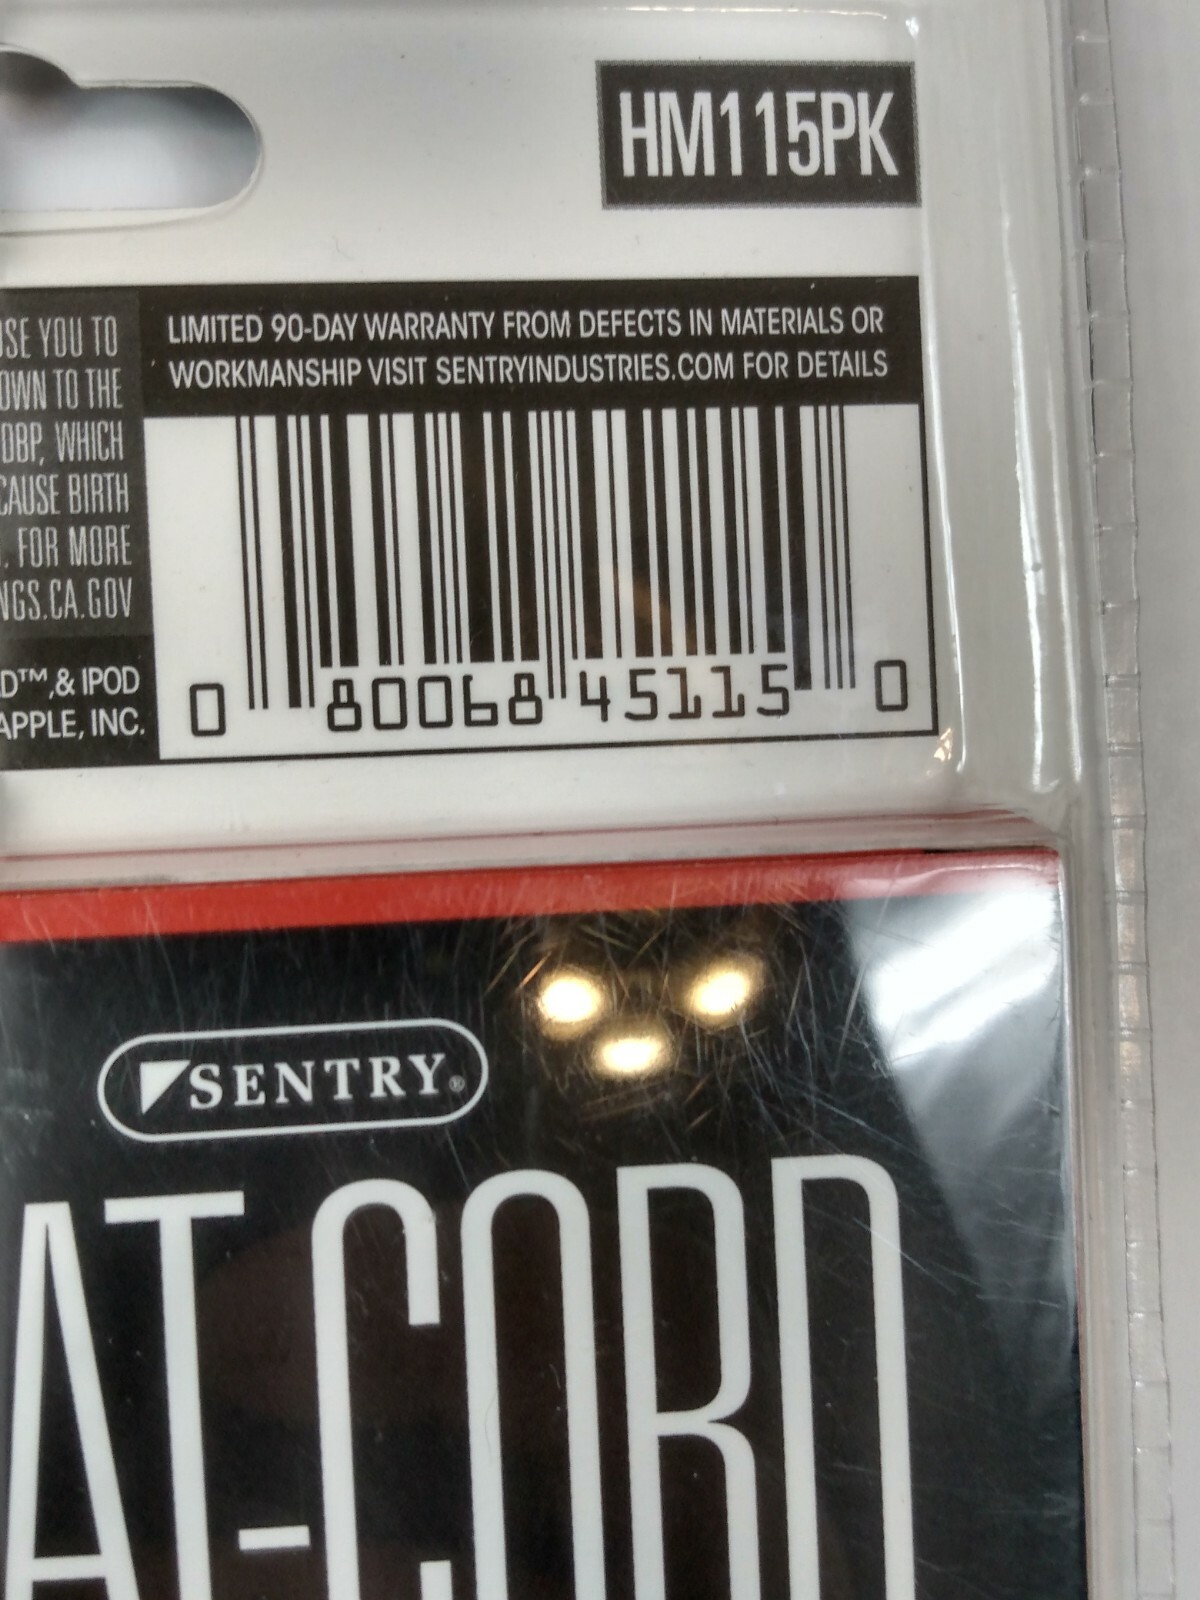 HM115PK
LIMITED 90-DAY WARRANTY FROM DEFECTS IN MATERIALS OR
WORKMANSHIP VISIT SENTRYINDUSTRIES.COM FOR DETAILS
USE YOU TO
OWN TO THE
DBP, WHICH
CAUSE BIRTH
. FOR MORE
NGS.CA.GOV
D™,& IPOD
APPLE, INC.
0 80068 45115 0
SENTRY®
AT-CORD